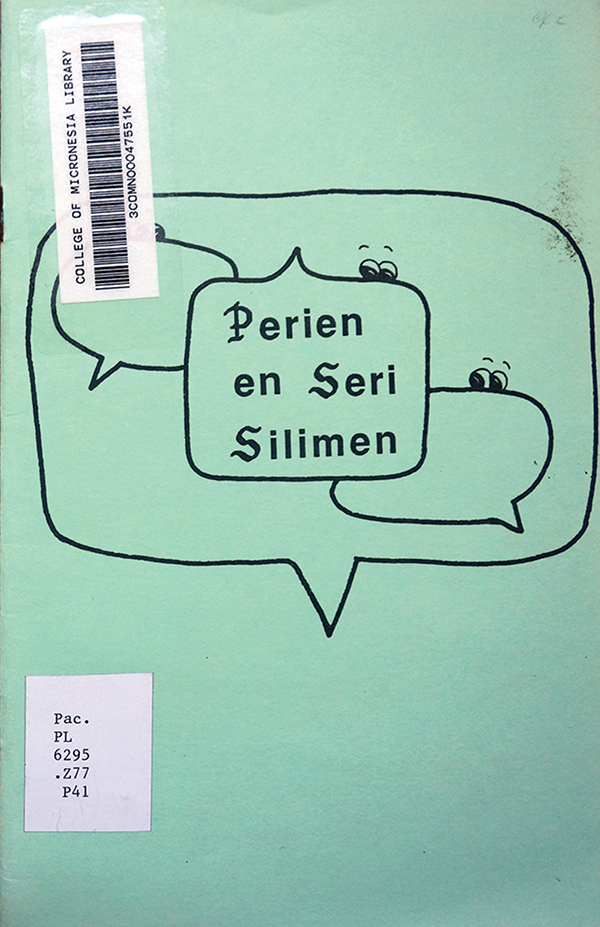 COLLEGE OF MICRONESIA LIBRARY
3COMN00047551K
Perien
en Seri
Silimen
Pac.
PL
6295
.Z77
P41